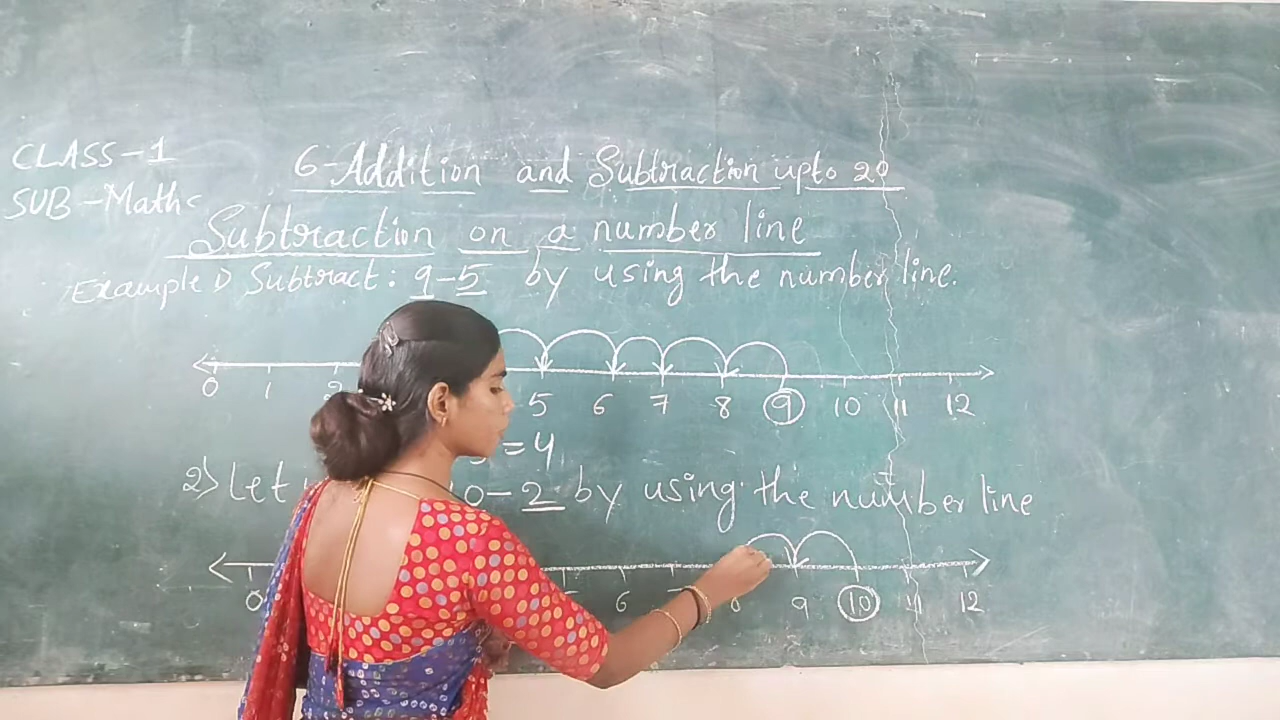 CLASS-1
SUB-Maths
6-Addition and Subtraction upto 20
Subtraction on a number line
Example 1) Subtract: 9-5 by using the number line.
0 1 2 5 6 7 8 9 10 11 12
=4
2) Let 0-2 by using the number line
0 6 7 8 9 10 11 12